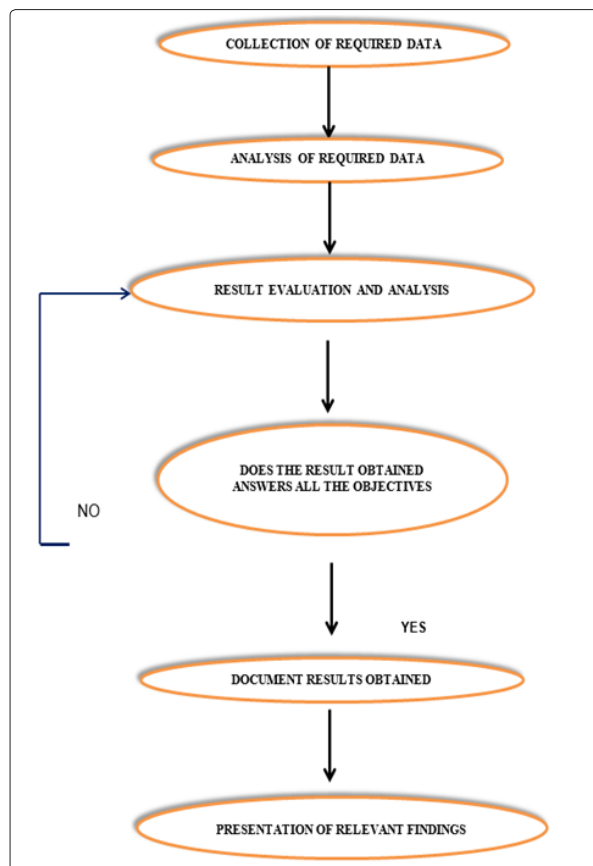 COLLECTION OF REQUIRED DATA
ANALYSIS OF REQUIRED DATA
RESULT EVALUATION AND ANALYSIS
DOES THE RESULT OBTAINED
ANSWERS ALL THE OBJECTIVES
NO
YES
DOCUMENT RESULTS OBTAINED
PRESENTATION OF RELEVANT FINDINGS